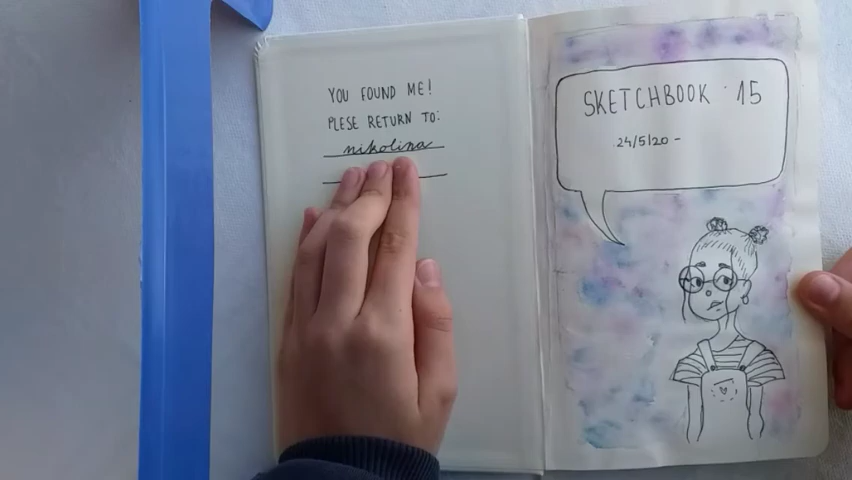 YOU FOUND ME!
PLESE RETURN TO:
nikolina
SKETCHBOOK 15
24/5/20 -